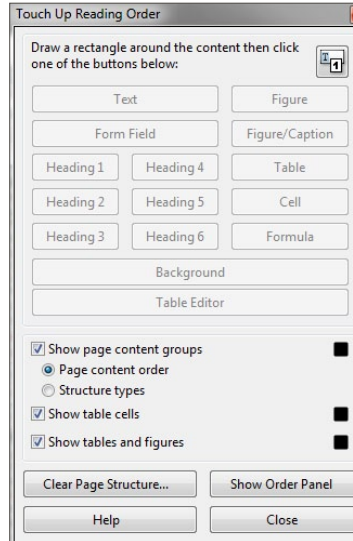 Touch Up Reading Order
Draw a rectangle around the content then click
one of the buttons below:
Text
Figure
Form Field
Figure/Caption
Heading 1
Heading 4
Table
Heading 2
Heading 5
Cell
Heading 3
Heading 6
Formula
Background
Table Editor
Show page content groups
Page content order
Structure types
Show table cells
Show tables and figures
Clear Page Structure...
Show Order Panel
Help
Close